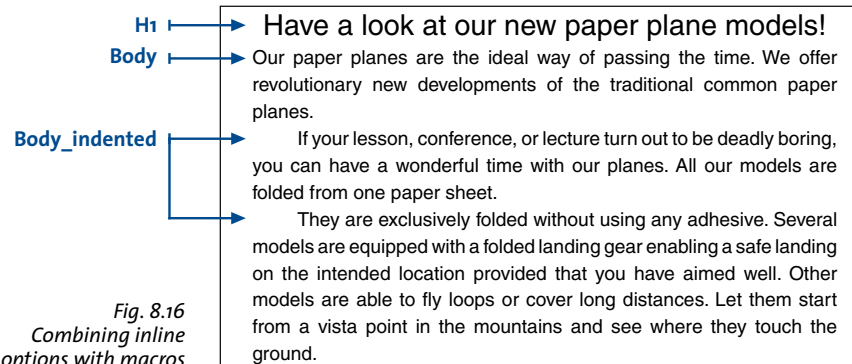 H1
Have a look at our new paper plane models!
Body
Our paper planes are the ideal way of passing the time. We offer
revolutionary new developments of the traditional common paper
planes.
Body_indented
If your lesson, conference, or lecture turn out to be deadly boring,
you can have a wonderful time with our planes. All our models are
folded from one paper sheet.
They are exclusively folded without using any adhesive. Several
models are equipped with a folded landing gear enabling a safe landing
on the intended location provided that you have aimed well. Other
models are able to fly loops or cover long distances. Let them start
from a vista point in the mountains and see where they touch the
ground.
Fig. 8.16
Combining inline
options with macros